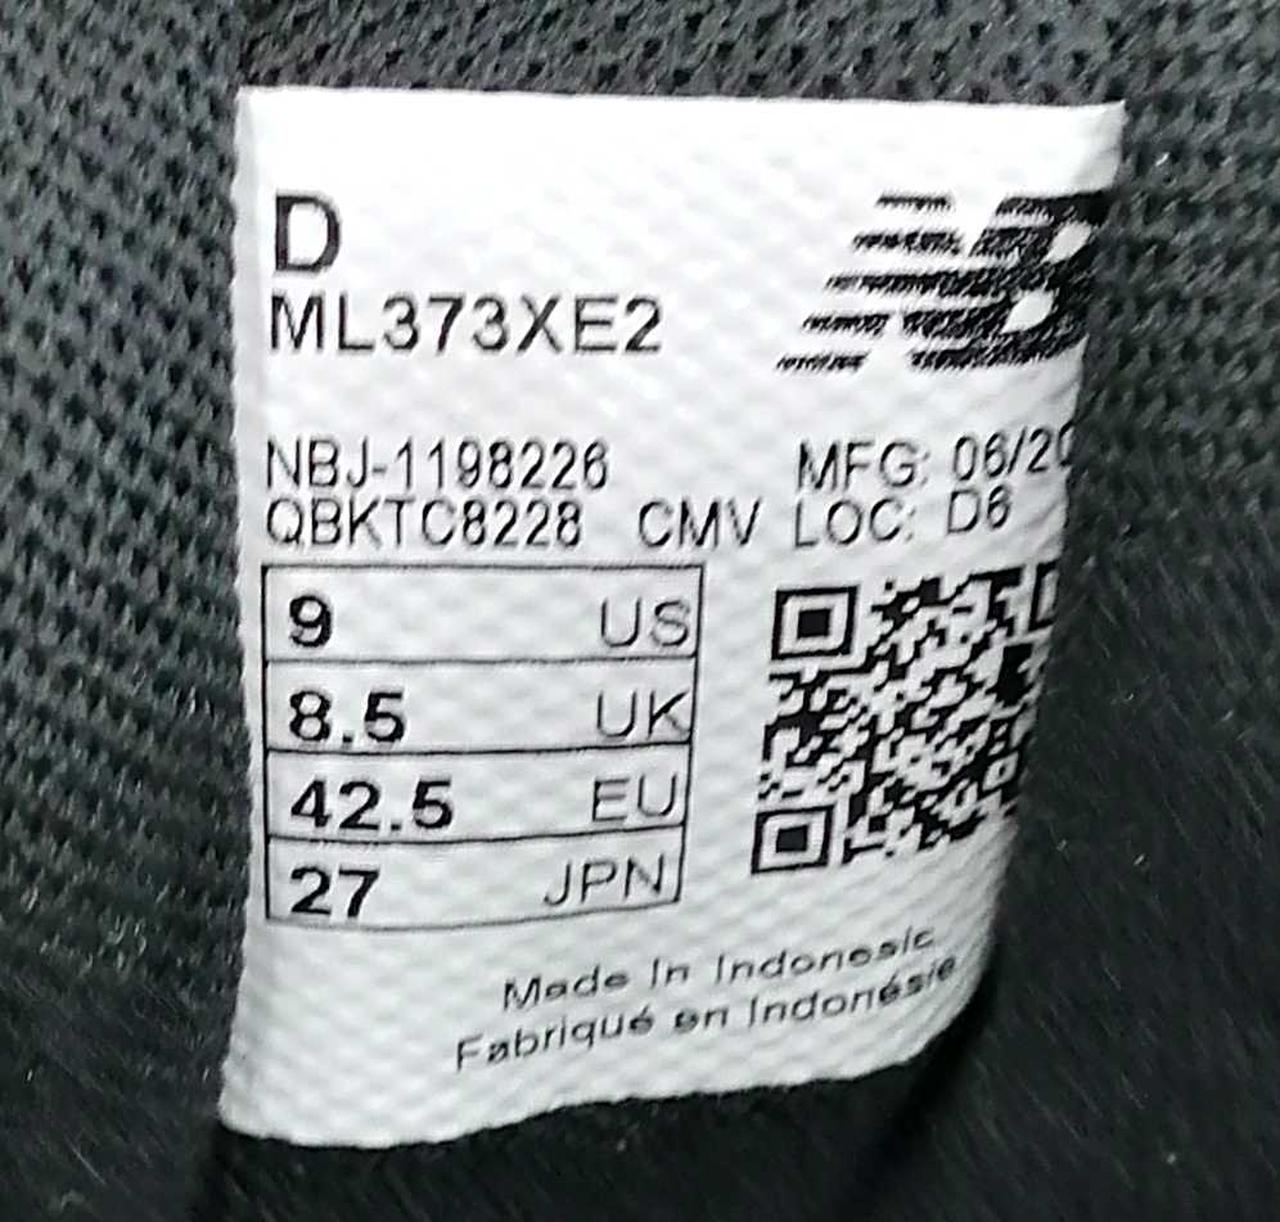 D
ML373XE2
NBJ-1198226 MFG: 06/20
QBKTC8228 CMV LOC: D6
9 US
8.5 UK
42.5 EU
27 JPN
Made In Indonesia
Fabriqué en Indonésie